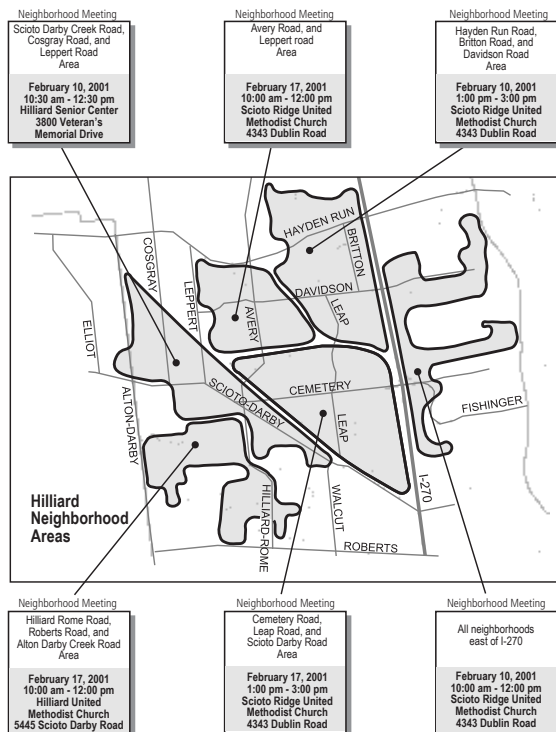 Neighborhood Meeting
Scioto Darby Creek Road,
Cosgray Road, and
Leppert Road
Area
February 10, 2001
10:30 am - 12:30 pm
Hilliard Senior Center
3800 Veteran's
Memorial Drive
Neighborhood Meeting
Avery Road, and
Leppert road
Area
February 17, 2001
10:00 am - 12:00 pm
Scioto Ridge United
Methodist Church
4343 Dublin Road
Neighborhood Meeting
Hayden Run Road,
Britton Road, and
Davidson Road
Area
February 10, 2001
1:00 pm - 3:00 pm
Scioto Ridge United
Methodist Church
4343 Dublin Road
HAYDEN RUN
BRITTON
COSGRAY
LEPPERT
DAVIDSON
AVERY
LEAP
ELLIOT
SCIOTO-DARBY
CEMETERY
ALTON-DARBY
LEAP
FISHINGER
I-270
Hilliard
Neighborhood
Areas
HILLIARD-ROME
WALCUT
ROBERTS
Neighborhood Meeting
Hilliard Rome Road,
Roberts Road, and
Alton Darby Creek Road
Area
February 17, 2001
10:00 am - 12:00 pm
Hilliard United
Methodist Church
5445 Scioto Darby Road
Neighborhood Meeting
Cemetery Road,
Leap Road, and
Scioto Darby Road
Area
February 17, 2001
1:00 pm - 3:00 pm
Scioto Ridge United
Methodist Church
4343 Dublin Road
Neighborhood Meeting
All neighborhoods
east of I-270
February 10, 2001
10:00 am - 12:00 pm
Scioto Ridge United
Methodist Church
4343 Dublin Road